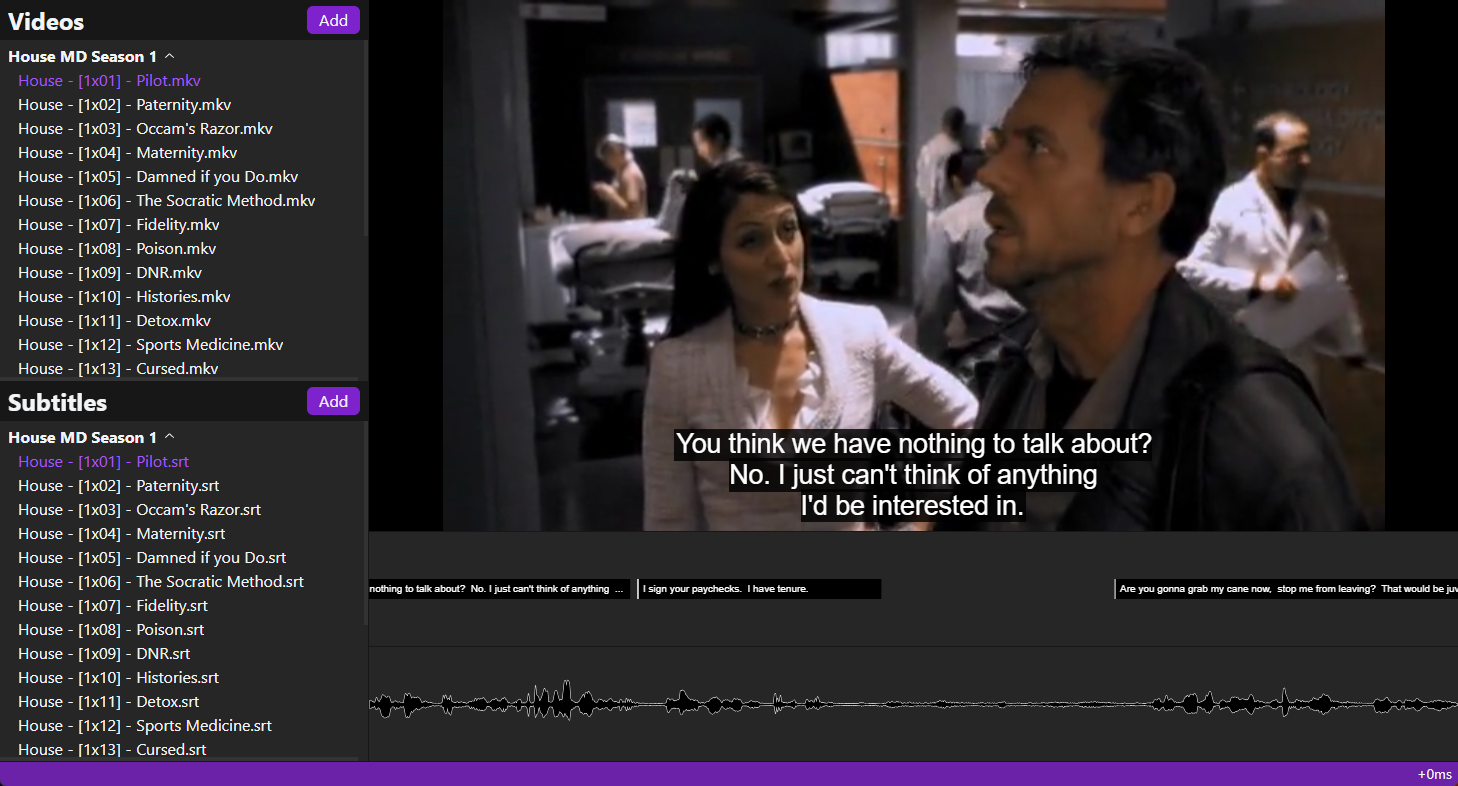 Videos
Add
House MD Season 1
House - [1x01] - Pilot.mkv
House - [1x02] - Paternity.mkv
House - [1x03] - Occam's Razor.mkv
House - [1x04] - Maternity.mkv
House - [1x05] - Damned if you Do.mkv
House - [1x06] - The Socratic Method.mkv
House - [1x07] - Fidelity.mkv
House - [1x08] - Poison.mkv
House - [1x09] - DNR.mkv
House - [1x10] - Histories.mkv
House - [1x11] - Detox.mkv
House - [1x12] - Sports Medicine.mkv
House - [1x13] - Cursed.mkv
Subtitles
Add
House MD Season 1
House - [1x01] - Pilot.srt
House - [1x02] - Paternity.srt
House - [1x03] - Occam's Razor.srt
House - [1x04] - Maternity.srt
House - [1x05] - Damned if you Do.srt
House - [1x06] - The Socratic Method.srt
House - [1x07] - Fidelity.srt
House - [1x08] - Poison.srt
House - [1x09] - DNR.srt
House - [1x10] - Histories.srt
House - [1x11] - Detox.srt
House - [1x12] - Sports Medicine.srt
House - [1x13] - Cursed.srt
You think we have nothing to talk about?
No. I just can't think of anything
I'd be interested in.
nothing to talk about? No. I just can't think of anything ...
I sign your paychecks. I have tenure.
Are you gonna grab my cane now, stop me from leaving? That would be
+0ms